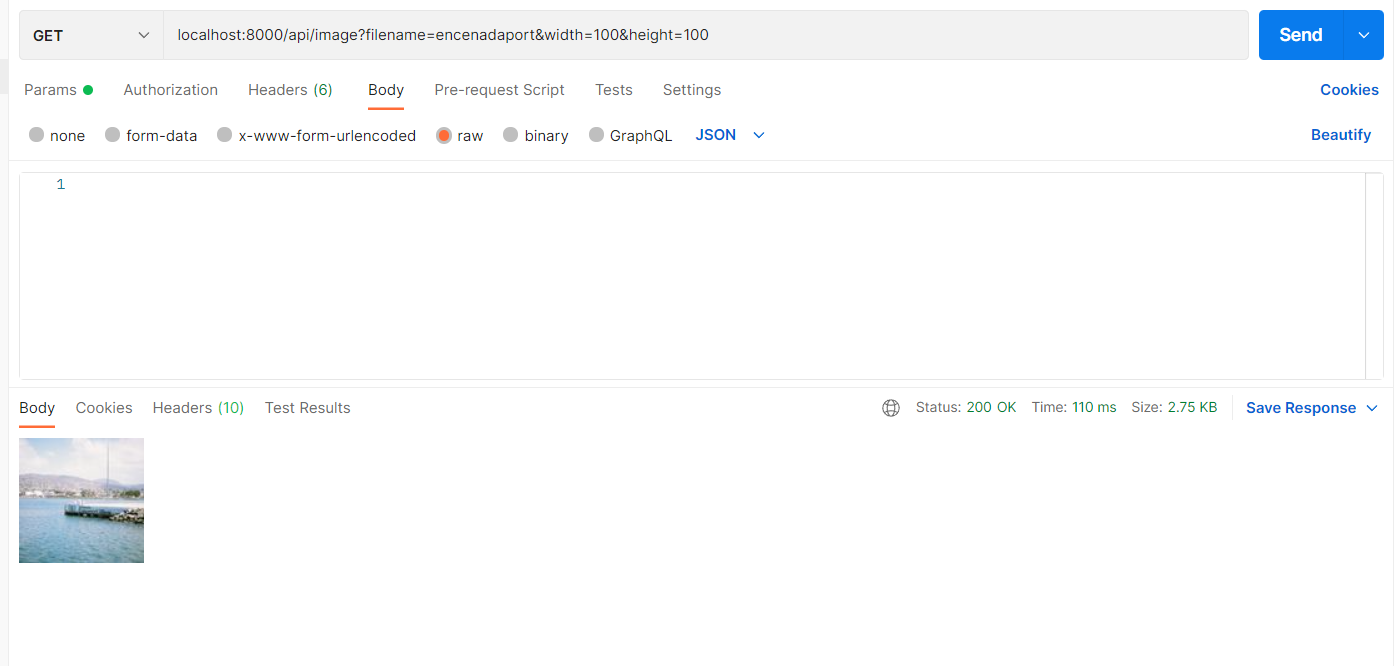 GET localhost:8000/api/image?filename=encenadaport&width=100&height=100 Send
Params Authorization Headers (6) Body Pre-request Script Tests Settings Cookies
none form-data x-www-form-urlencoded raw binary GraphQL JSON Beautify
1
Body Cookies Headers (10) Test Results Status: 200 OK Time: 110 ms Size: 2.75 KB Save Response